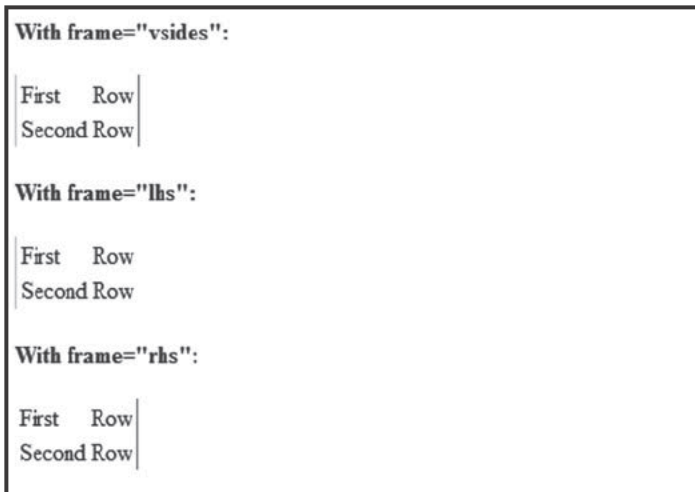 With frame="vsides":
First Row
Second Row
With frame="lhs":
First Row
Second Row
With frame="rhs":
First Row
Second Row